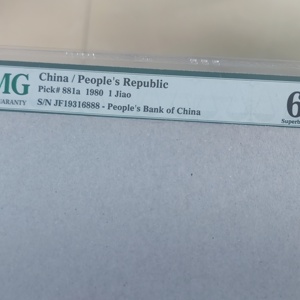 MG China / People's Republic
Pick# 881a 1980 1 Jiao
S/N JF19316888 - People's Bank of China
6